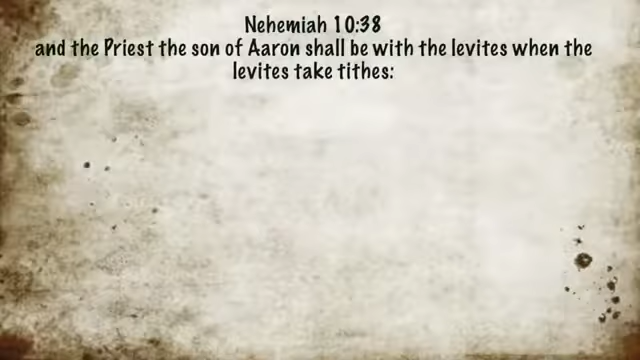 Nehemiah 10:38
and the Priest the son of Aaron shall be with the levites when the
levites take tithes: